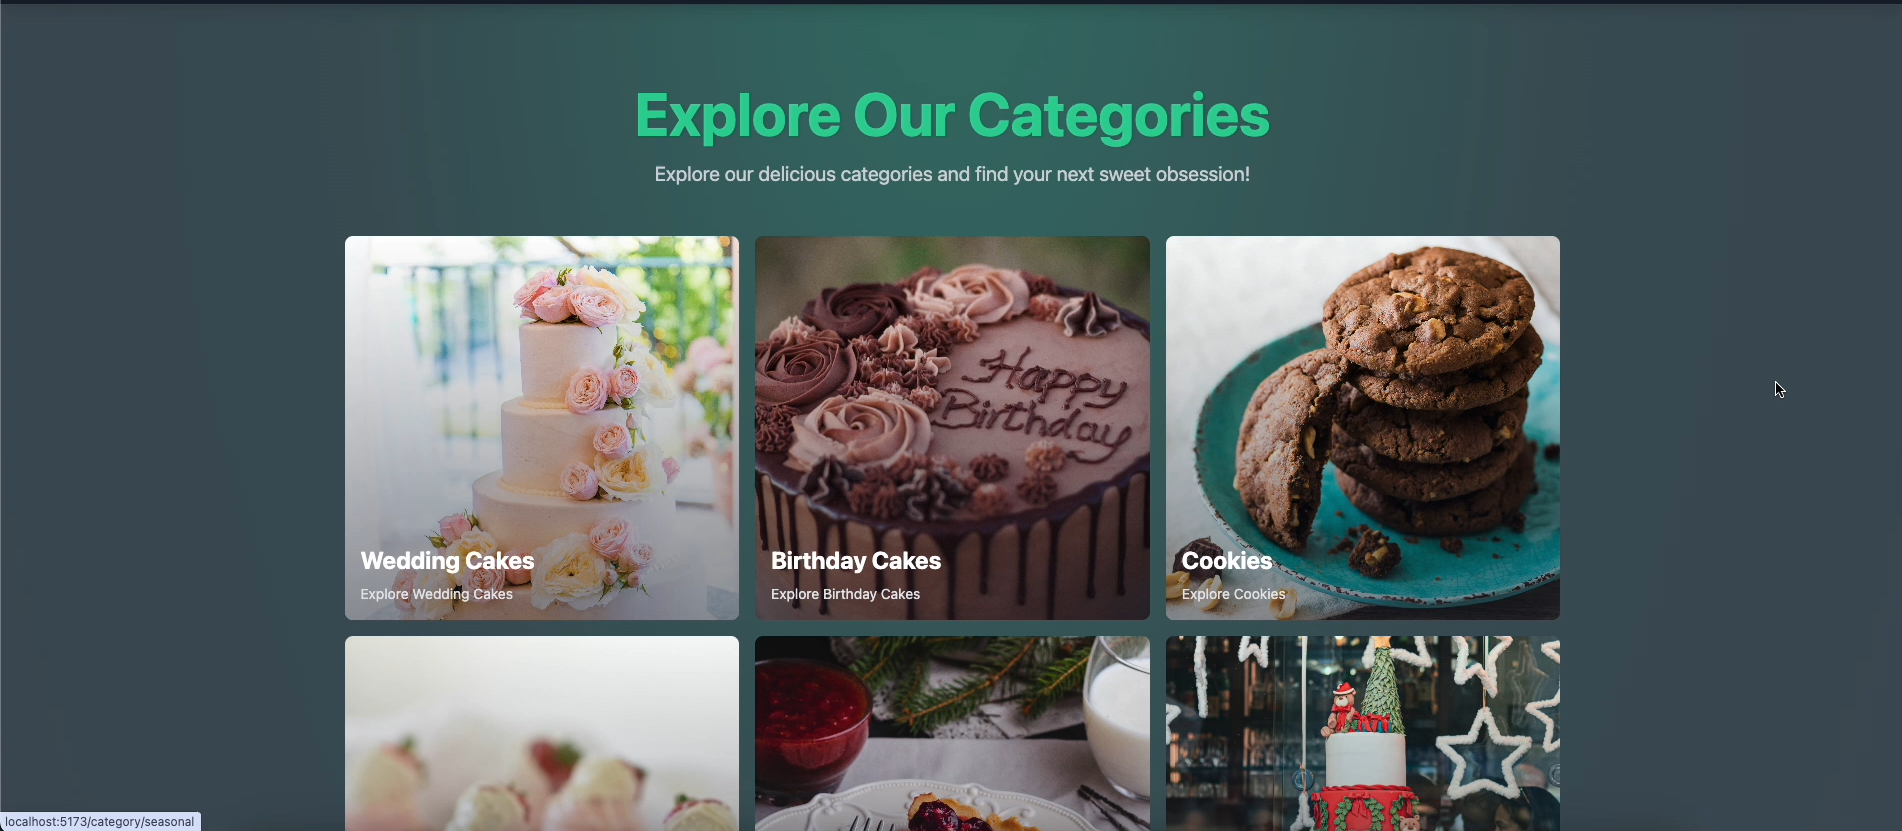 Explore Our Categories
Explore our delicious categories and find your next sweet obsession!
Happy
Birthday
Wedding Cakes
Explore Wedding Cakes
Birthday Cakes
Explore Birthday Cakes
Cookies
Explore Cookies
localhost:5173/category/seasonal